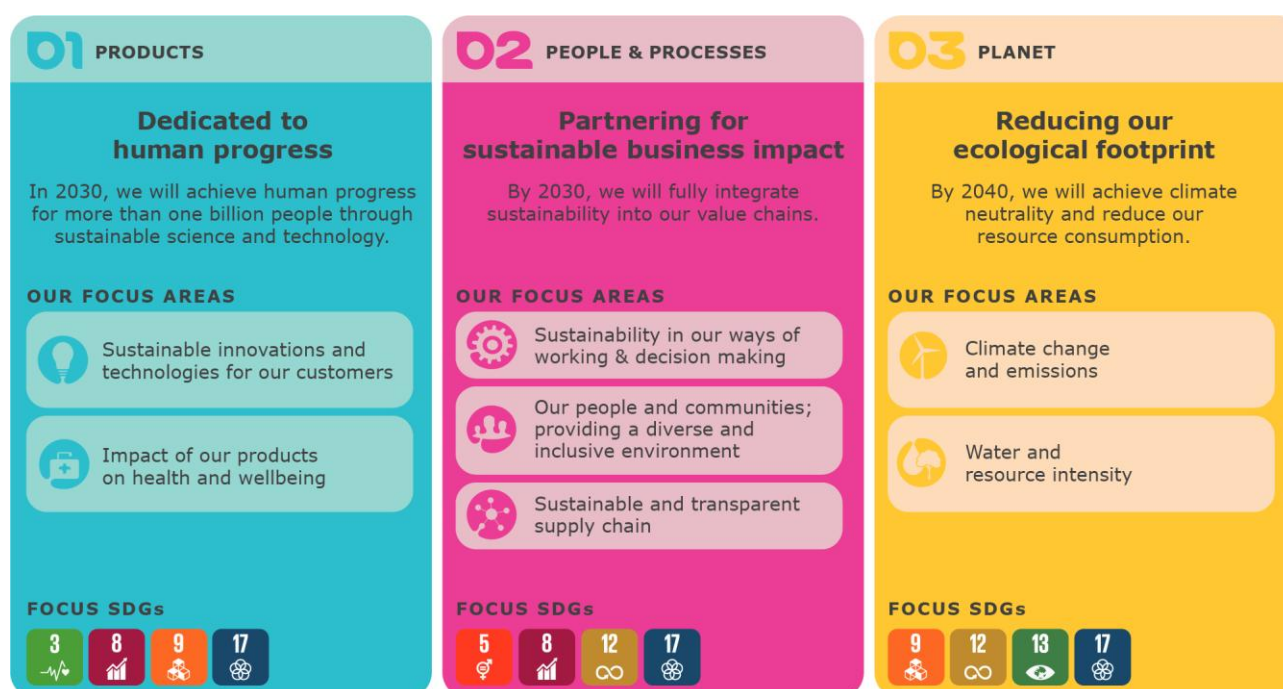 01 PRODUCTS
Dedicated to
human progress
In 2030, we will achieve human progress
for more than one billion people through
sustainable science and technology.
OUR FOCUS AREAS
Sustainable innovations and
technologies for our customers
Impact of our products
on health and wellbeing
FOCUS SDGs
3 8 9 17
02 PEOPLE & PROCESSES
Partnering for
sustainable business impact
By 2030, we will fully integrate
sustainability into our value chains.
OUR FOCUS AREAS
Sustainability in our ways of
working & decision making
Our people and communities;
providing a diverse and
inclusive environment
Sustainable and transparent
supply chain
FOCUS SDGs
5 8 12 17
03 PLANET
Reducing our
ecological footprint
By 2040, we will achieve climate
neutrality and reduce our
resource consumption.
OUR FOCUS AREAS
Climate change
and emissions
Water and
resource intensity
FOCUS SDGs
9 12 13 17